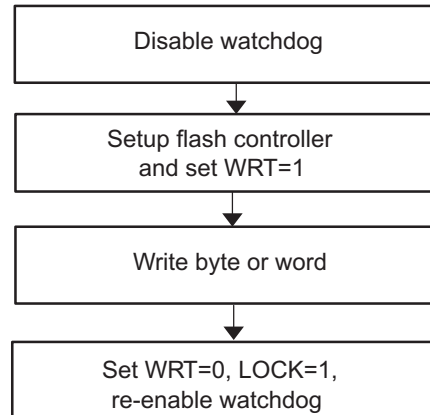 Disable watchdog
Setup flash controller
and set WRT=1
Write byte or word
Set WRT=0, LOCK=1,
re-enable watchdog